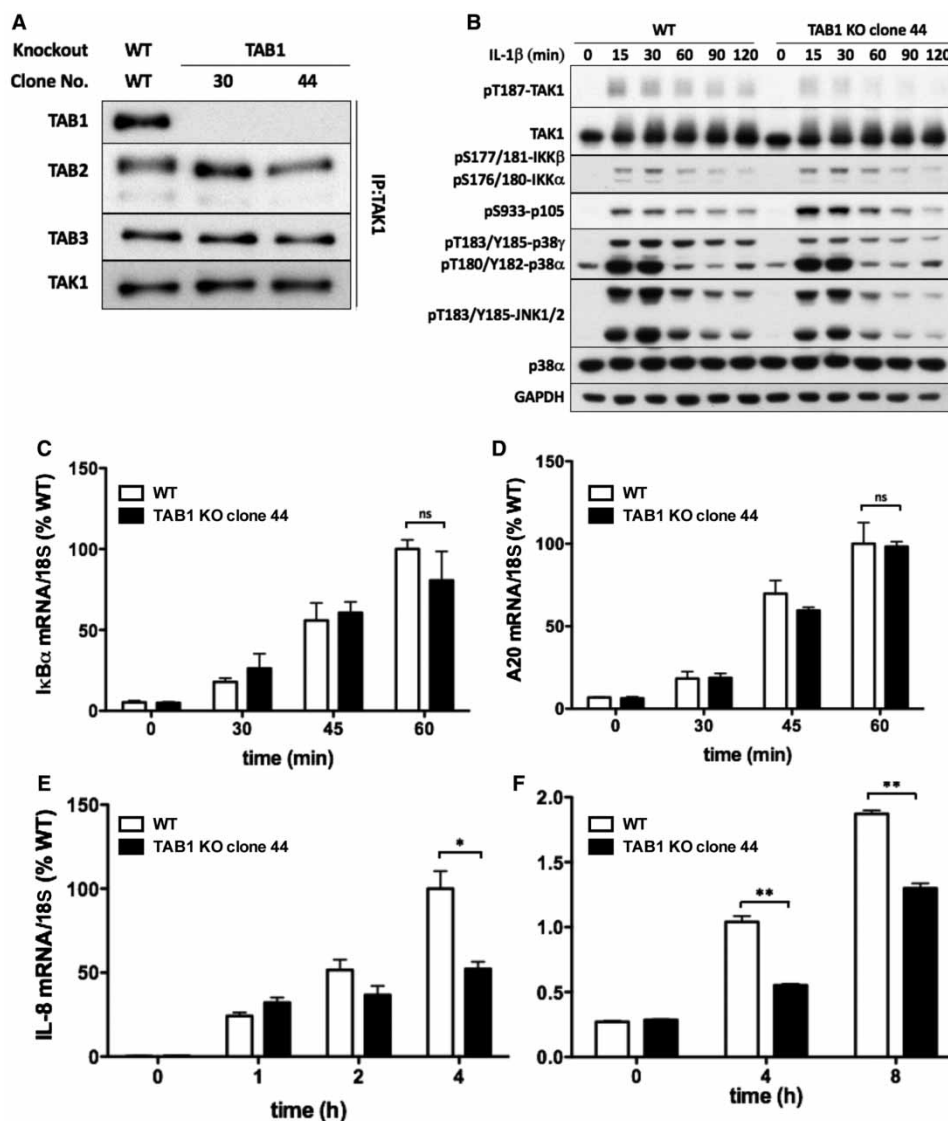 A
Knockout WT TAB1
Clone No. WT 30 44
TAB1
TAB2
TAB3
TAK1
IP:TAK1
B
WT TAB1 KO clone 44
IL-1β (min) 0 15 30 60 90 120 0 15 30 60 90 120
pT187-TAK1
TAK1
pS177/181-IKKβ
pS176/180-IKKα
pS933-p105
pT183/Y185-p38γ
pT180/Y182-p38α
pT183/Y185-JNK1/2
p38α
GAPDH
C
IκBα mRNA/18S (% WT)
150
100
50
0
WT
TAB1 KO clone 44
ns
0 30 45 60
time (min)
D
A20 mRNA/18S (% WT)
150
100
50
0
WT
TAB1 KO clone 44
ns
0 30 45 60
time (min)
E
IL-8 mRNA/18S (% WT)
150
100
50
0
WT
TAB1 KO clone 44
*
0 1 2 4
time (h)
F
2.0
1.5
1.0
0.5
0.0
WT
TAB1 KO clone 44
**
**
0 4 8
time (h)